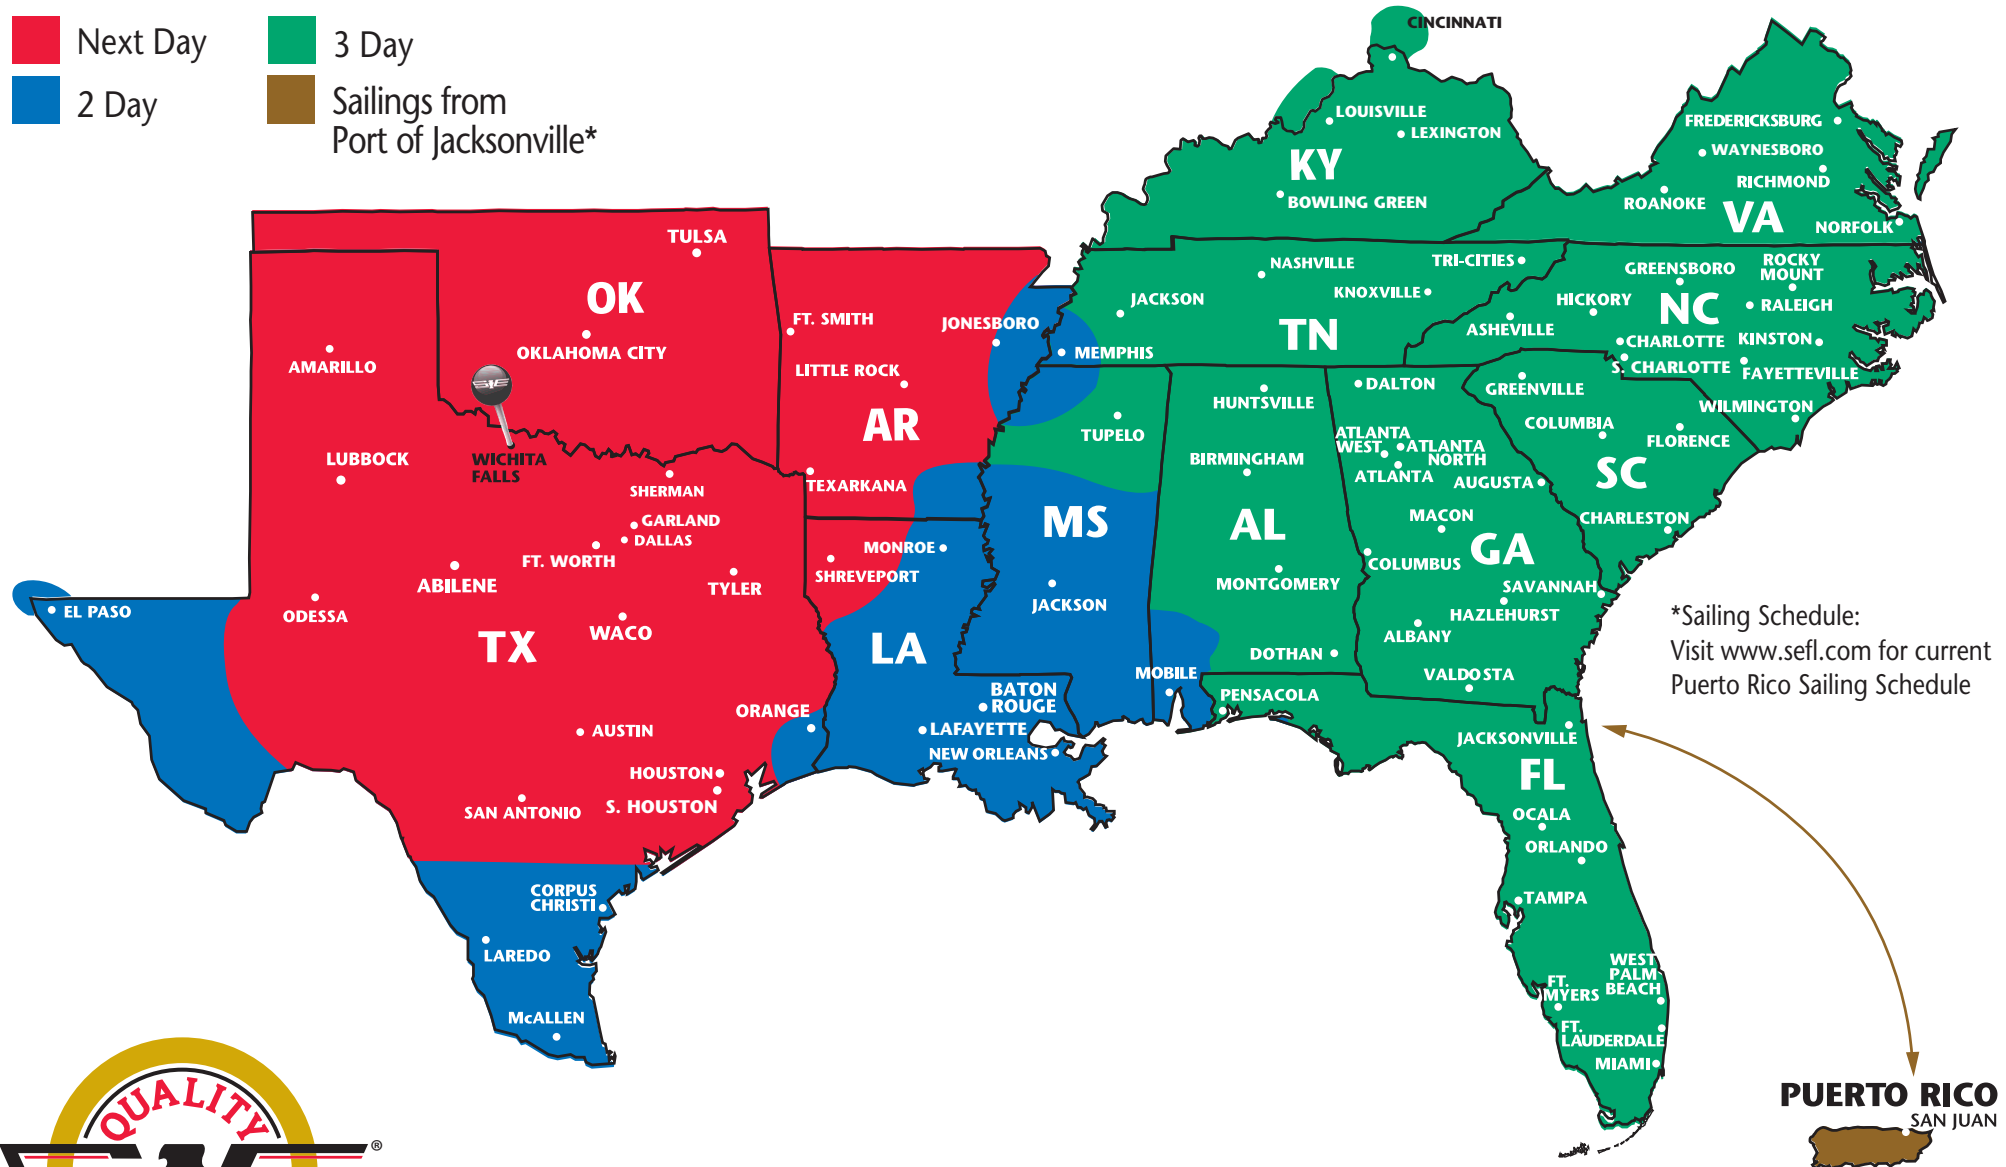 Next Day
3 Day
2 Day
Sailings from
Port of Jacksonville*
CINCINNATI
LOUISVILLE
LEXINGTON
KY
BOWLING GREEN
FREDERICKSBURG
WAYNESBORO
RICHMOND
ROANOKE
VA
NORFOLK
TULSA
OK
OKLAHOMA CITY
AMARILLO
WICHITA
FALLS
LUBBOCK
SHERMAN
GARLAND
DALLAS
FT. WORTH
ABILENE
TYLER
ODESSA
WACO
EL PASO
TX
AUSTIN
ORANGE
HOUSTON
S. HOUSTON
SAN ANTONIO
CORPUS
CHRISTI
LAREDO
McALLEN
FT. SMITH
JONESBORO
LITTLE ROCK
AR
TEXARKANA
MONROE
SHREVEPORT
LA
BATON
ROUGE
LAFAYETTE
NEW ORLEANS
NASHVILLE
TRI-CITIES
KNOXVILLE
JACKSON
TN
MEMPHIS
TUPELO
MS
JACKSON
HUNTSVILLE
BIRMINGHAM
AL
MONTGOMERY
DOTHAN
MOBILE
GREENSBORO
ROCKY
MOUNT
HICKORY
NC
RALEIGH
ASHEVILLE
CHARLOTTE
KINSTON
S. CHARLOTTE
FAYETTEVILLE
WILMINGTON
GREENVILLE
COLUMBIA
FLORENCE
SC
CHARLESTON
DALTON
ATLANTA
WEST
ATLANTA
NORTH
ATLANTA
AUGUSTA
MACON
GA
COLUMBUS
SAVANNAH
HAZLEHURST
ALBANY
VALDOSTA
PENSACOLA
JACKSONVILLE
FL
OCALA
ORLANDO
TAMPA
WEST
PALM
BEACH
FT.
MYERS
FT.
LAUDERDALE
MIAMI
*Sailing Schedule:
Visit www.sefl.com for current
Puerto Rico Sailing Schedule
PUERTO RICO
SAN JUAN
QUALITY
®